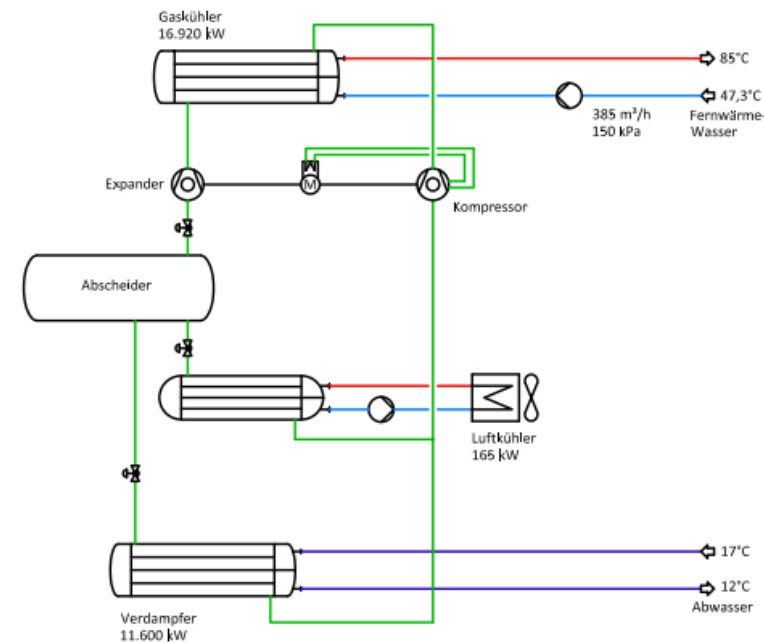 Gaskühler
16.920 kW
85°C
47,3°C
385 m³/h
150 kPa
Fernwärme-
Wasser
Expander
M
Kompressor
Abscheider
Luftkühler
165 kW
17°C
12°C
Abwasser
Verdampfer
11.600 kW